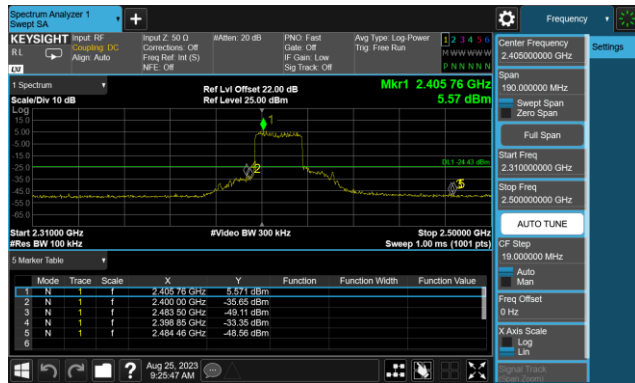 Spectrum Analyzer 1
Swept SA
Frequency
KEYSIGHT Input: RF
R L
Coupling: DC
Align: Auto
Input Z: 50 Ω
Corrections: Off
Freq Ref: Int (S)
NFE: Off
#Atten: 20 dB
PNO: Fast
Gate: Off
IF Gain: Low
Sig Track: Off
Avg Type: Log-Power
Trig: Free Run
1 2 3 4 5 6
M W W W W W
P N N N N N
LXI
1 Spectrum
Scale/Div 10 dB
Ref Lvl Offset 22.00 dB
Ref Level 25.00 dBm
Mkr1 2.405 76 GHz
5.57 dBm
Log
15.0
5.00
-5.00
-15.0
-25.0
-35.0
-45.0
-55.0
-65.0
1
2
5
DL1 -24.43 dBm
Start 2.31000 GHz
#Res BW 100 kHz
#Video BW 300 kHz
Stop 2.50000 GHz
Sweep 1.00 ms (1001 pts)
5 Marker Table
Mode Trace Scale X Y Function Function Width Function Value
1 N 1 f 2.405 76 GHz 5.571 dBm
2 N 1 f 2.400 00 GHz -35.65 dBm
3 N 1 f 2.483 50 GHz -49.11 dBm
4 N 1 f 2.398 85 GHz -33.35 dBm
5 N 1 f 2.484 46 GHz -48.56 dBm
6
Aug 25, 2023
9:25:47 AM
Center Frequency
2.405000000 GHz
Span
190.000000 MHz
Swept Span
Zero Span
Full Span
Start Freq
2.310000000 GHz
Stop Freq
2.500000000 GHz
AUTO TUNE
CF Step
19.000000 MHz
Auto
Man
Freq Offset
0 Hz
X Axis Scale
Log
Lin
Signal Track
(Span Zoom)
Settings